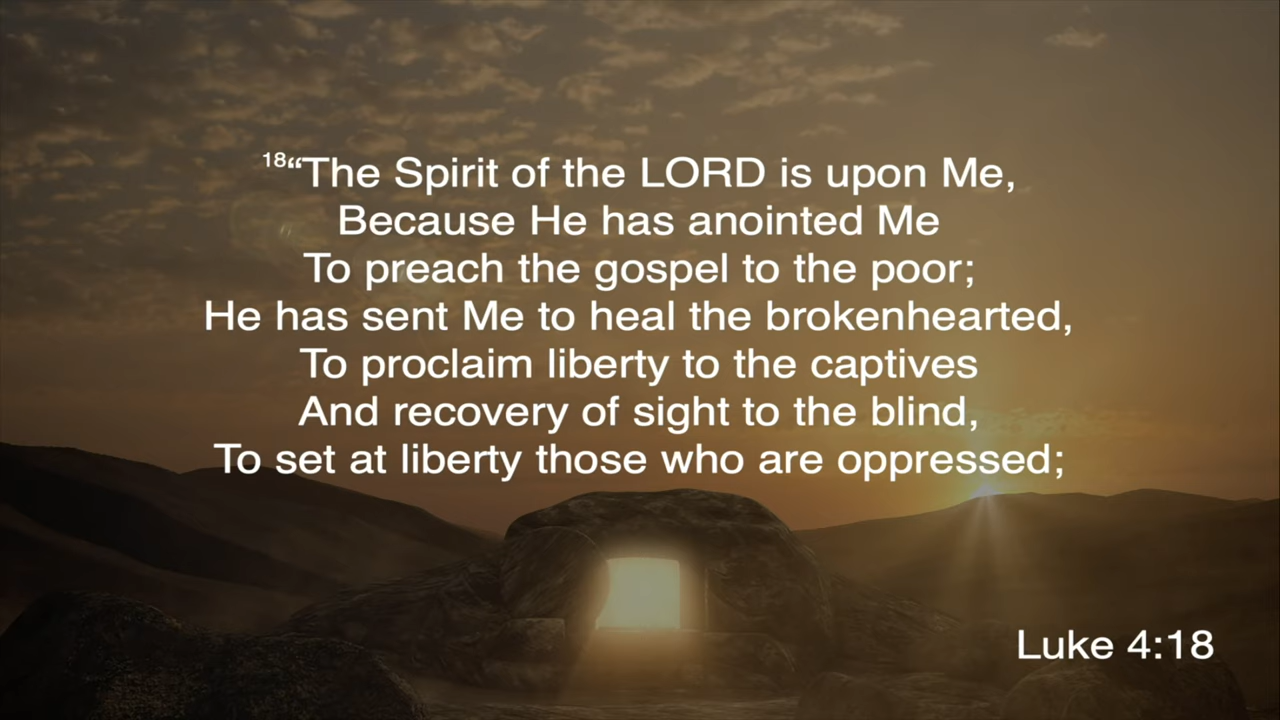 18“The Spirit of the LORD is upon Me,
Because He has anointed Me
To preach the gospel to the poor;
He has sent Me to heal the brokenhearted,
To proclaim liberty to the captives
And recovery of sight to the blind,
To set at liberty those who are oppressed;
Luke 4:18